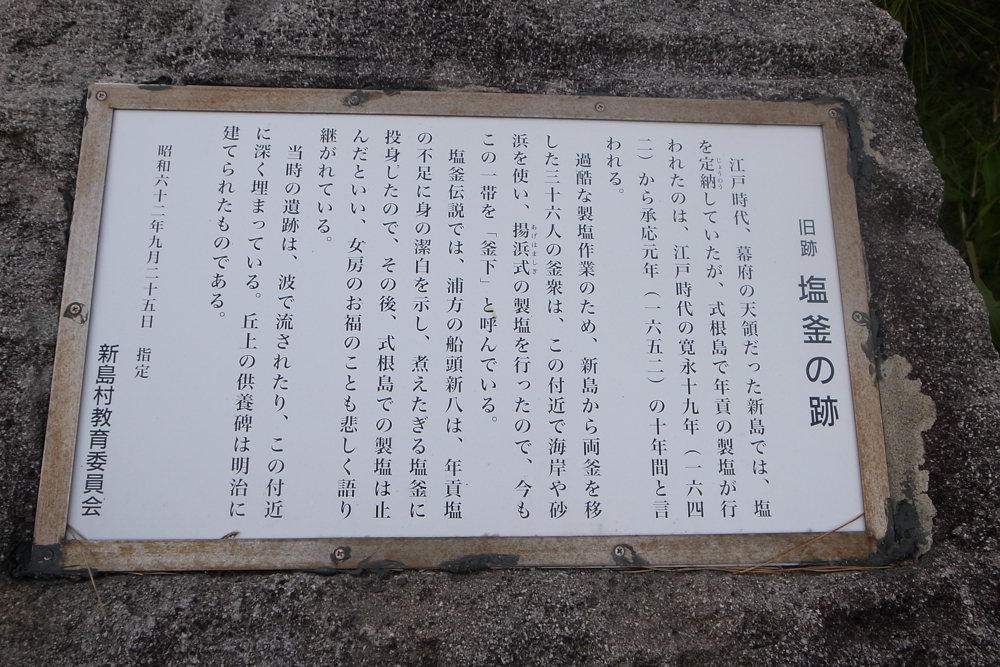 旧跡 塩釜の跡
江戸時代、幕府の天領だった新島では、塩
を定納していたが、式根島で年貢の製塩が行
われたのは、江戸時代の寛永十九年（一六四
二）から承応元年（一六五二）の十年間と言
われる。
過酷な製塩作業のため、新島から両釜を移
した三十六人の釜衆は、この付近で海岸や砂
浜を使い、揚浜式の製塩を行ったので、今も
この一帯を「釜下」と呼んでいる。
塩釜伝説では、浦方の船頭新八は、年貢塩
の不足に身の潔白を示し、煮えたぎる塩釜に
投身したので、その後、式根島での製塩は止
んだといい、女房のお福のことも悲しく語り
継がれている。
当時の遺跡は、波で流されたり、この付近
に深く埋まっている。丘上の供養碑は明治に
建てられたものである。
昭和六十二年九月二十五日 指定
新島村教育委員会